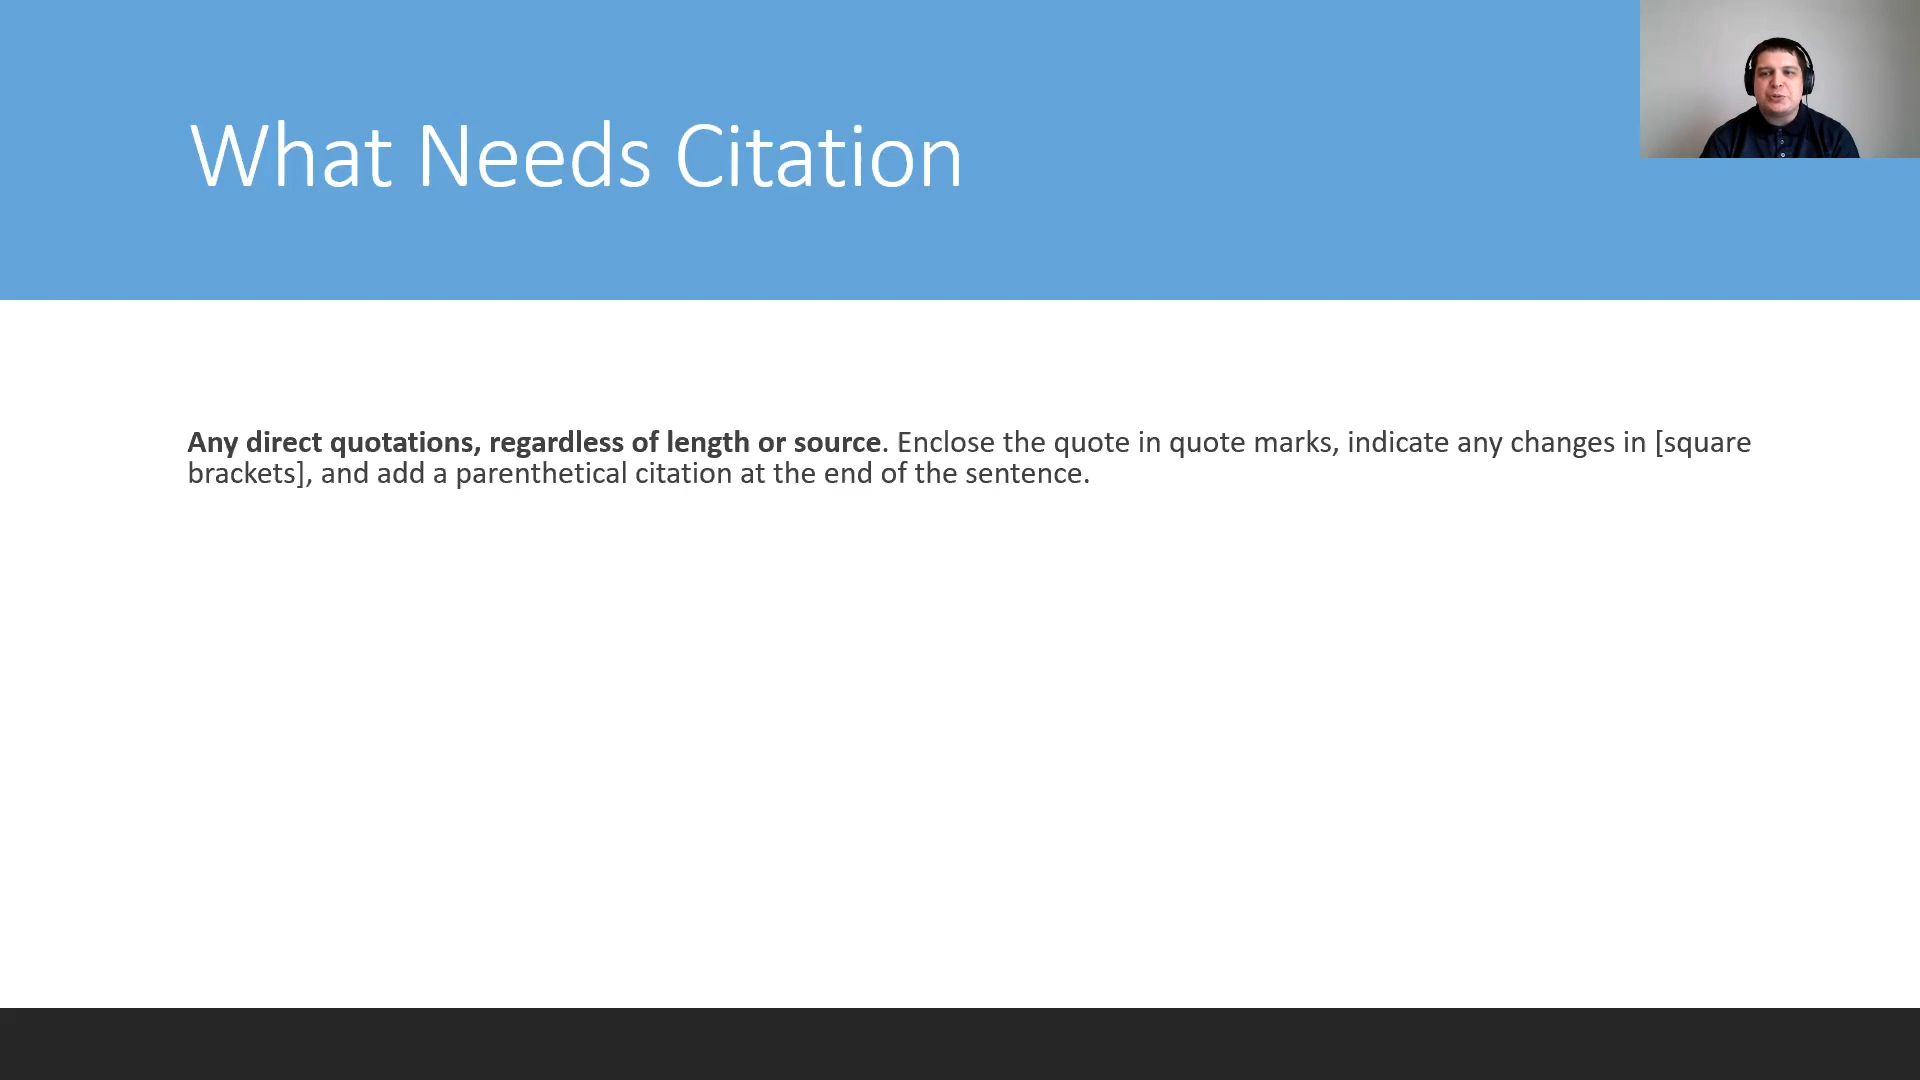 What Needs Citation
Any direct quotations, regardless of length or source. Enclose the quote in quote marks, indicate any changes in [square
brackets], and add a parenthetical citation at the end of the sentence.